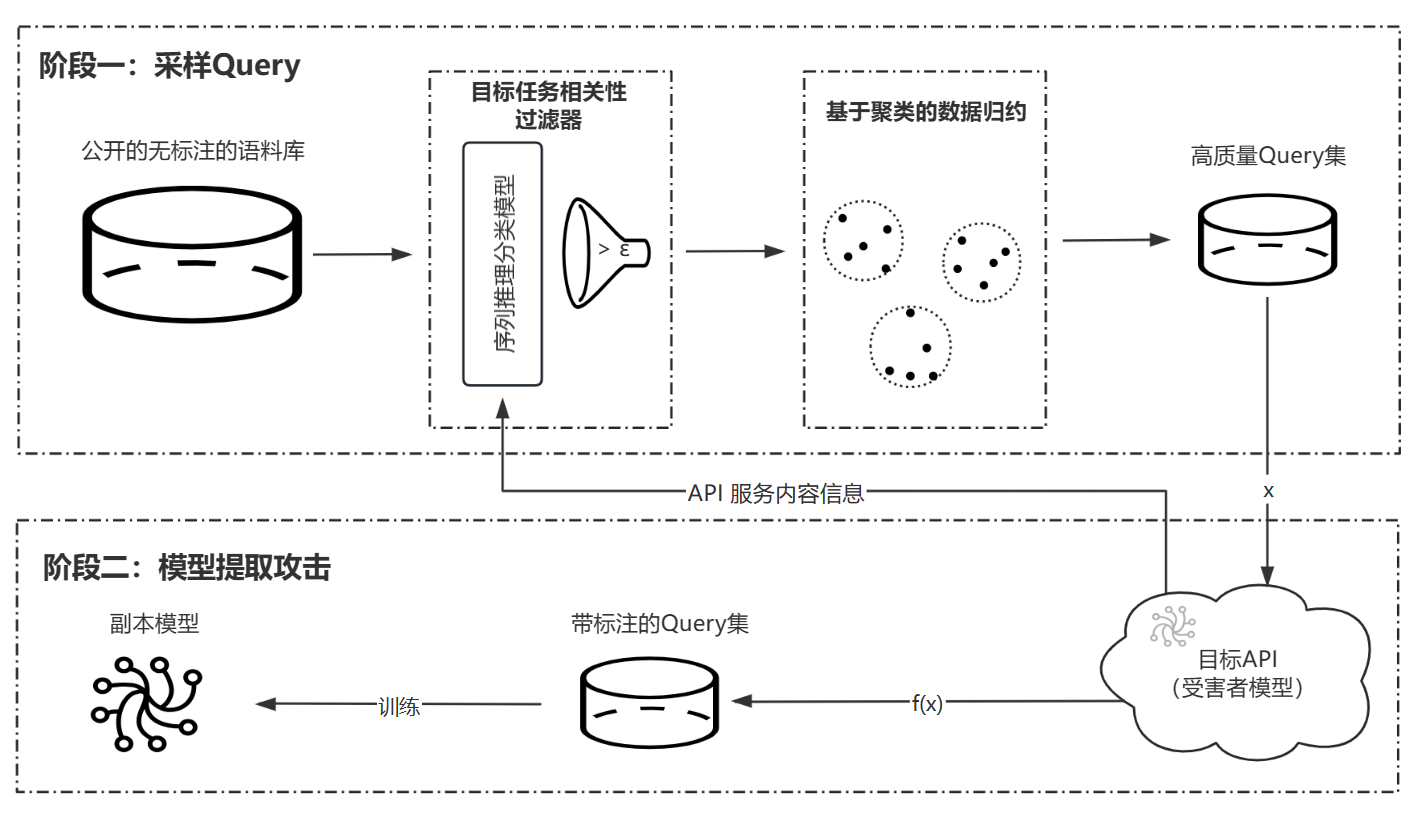 阶段一：采样Query
公开的无标注的语料库
目标任务相关性
过滤器
序列推理分类模型
> ε
基于聚类的数据归约
高质量Query集
API 服务内容信息
x
阶段二：模型提取攻击
副本模型
训练
带标注的Query集
f(x)
目标API
（受害者模型）